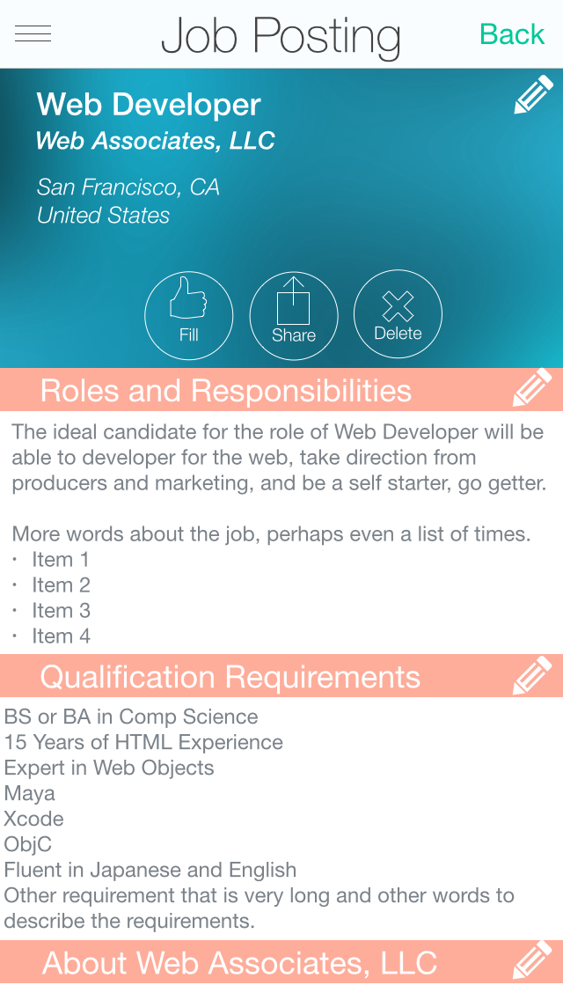 Job Posting
Back
Web Developer
Web Associates, LLC
San Francisco, CA
United States
Fill
Share
Delete
Roles and Responsibilities
The ideal candidate for the role of Web Developer will be
able to developer for the web, take direction from
producers and marketing, and be a self starter, go getter.
More words about the job, perhaps even a list of times.
• Item 1
• Item 2
• Item 3
• Item 4
Qualification Requirements
BS or BA in Comp Science
15 Years of HTML Experience
Expert in Web Objects
Maya
Xcode
ObjC
Fluent in Japanese and English
Other requirement that is very long and other words to
describe the requirements.
About Web Associates, LLC